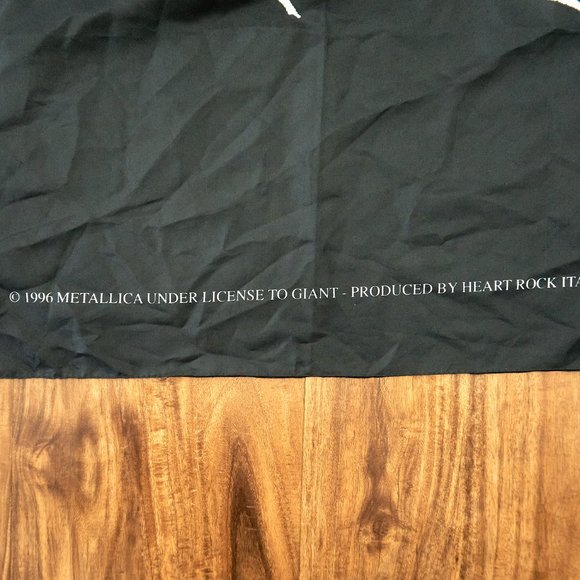 © 1996 METALLICA UNDER LICENSE TO GIANT - PRODUCED BY HEART ROCK ITA